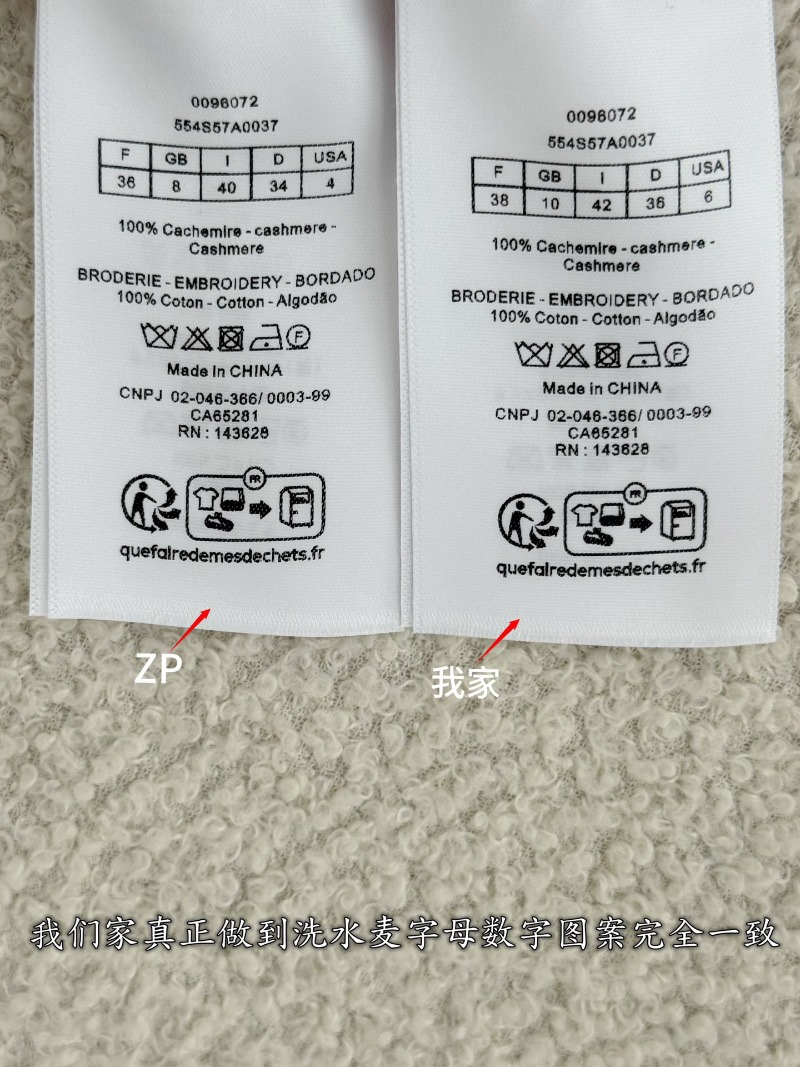 0098072
554S57A0037
F GB I D USA
36 8 40 34 4
100% Cachemire - cashmere -
Cashmere
BRODERIE - EMBROIDERY - BORDADO
100% Coton - Cotton - Algodão
F
Made in CHINA
CNPJ 02-046-366/ 0003-99
CA65281
RN : 143628
FR
quefairedemesdechets.fr
ZP
0098072
554S57A0037
F GB I D USA
38 10 42 36 6
100% Cachemire - cashmere -
Cashmere
BRODERIE - EMBROIDERY - BORDADO
100% Coton - Cotton - Algodão
F
Made in CHINA
CNPJ 02-046-366/ 0003-99
CA65281
RN : 143628
FR
quefairedemesdechets.fr
我家
我们家真正做到洗水麦字母数字图案完全一致